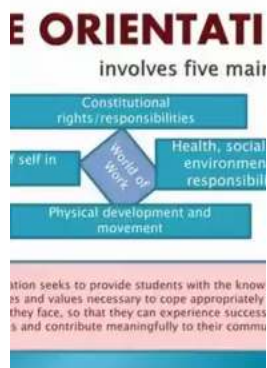 E ORIENTATI
involves five mai
Constitutional
rights/responsibilities
f self in
World of
Work
Health, social
environmen
responsibili
Physical development and
movement
ation seeks to provide students with the know
es and values necessary to cope appropriately
they face, so that they can experience success
s and contribute meaningfully to their commu